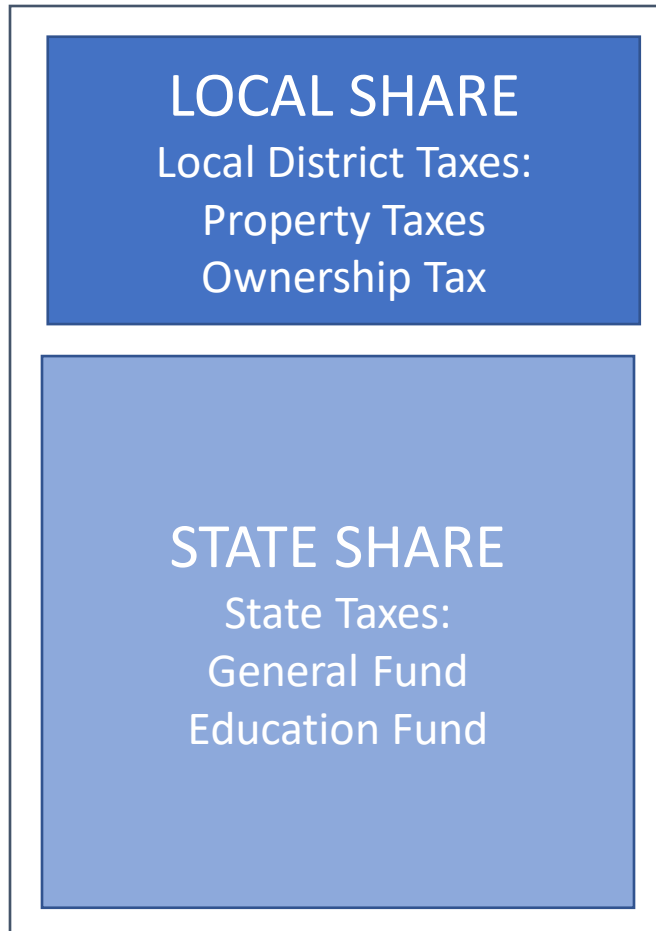 LOCAL SHARE
Local District Taxes:
Property Taxes
Ownership Tax
STATE SHARE
State Taxes:
General Fund
Education Fund